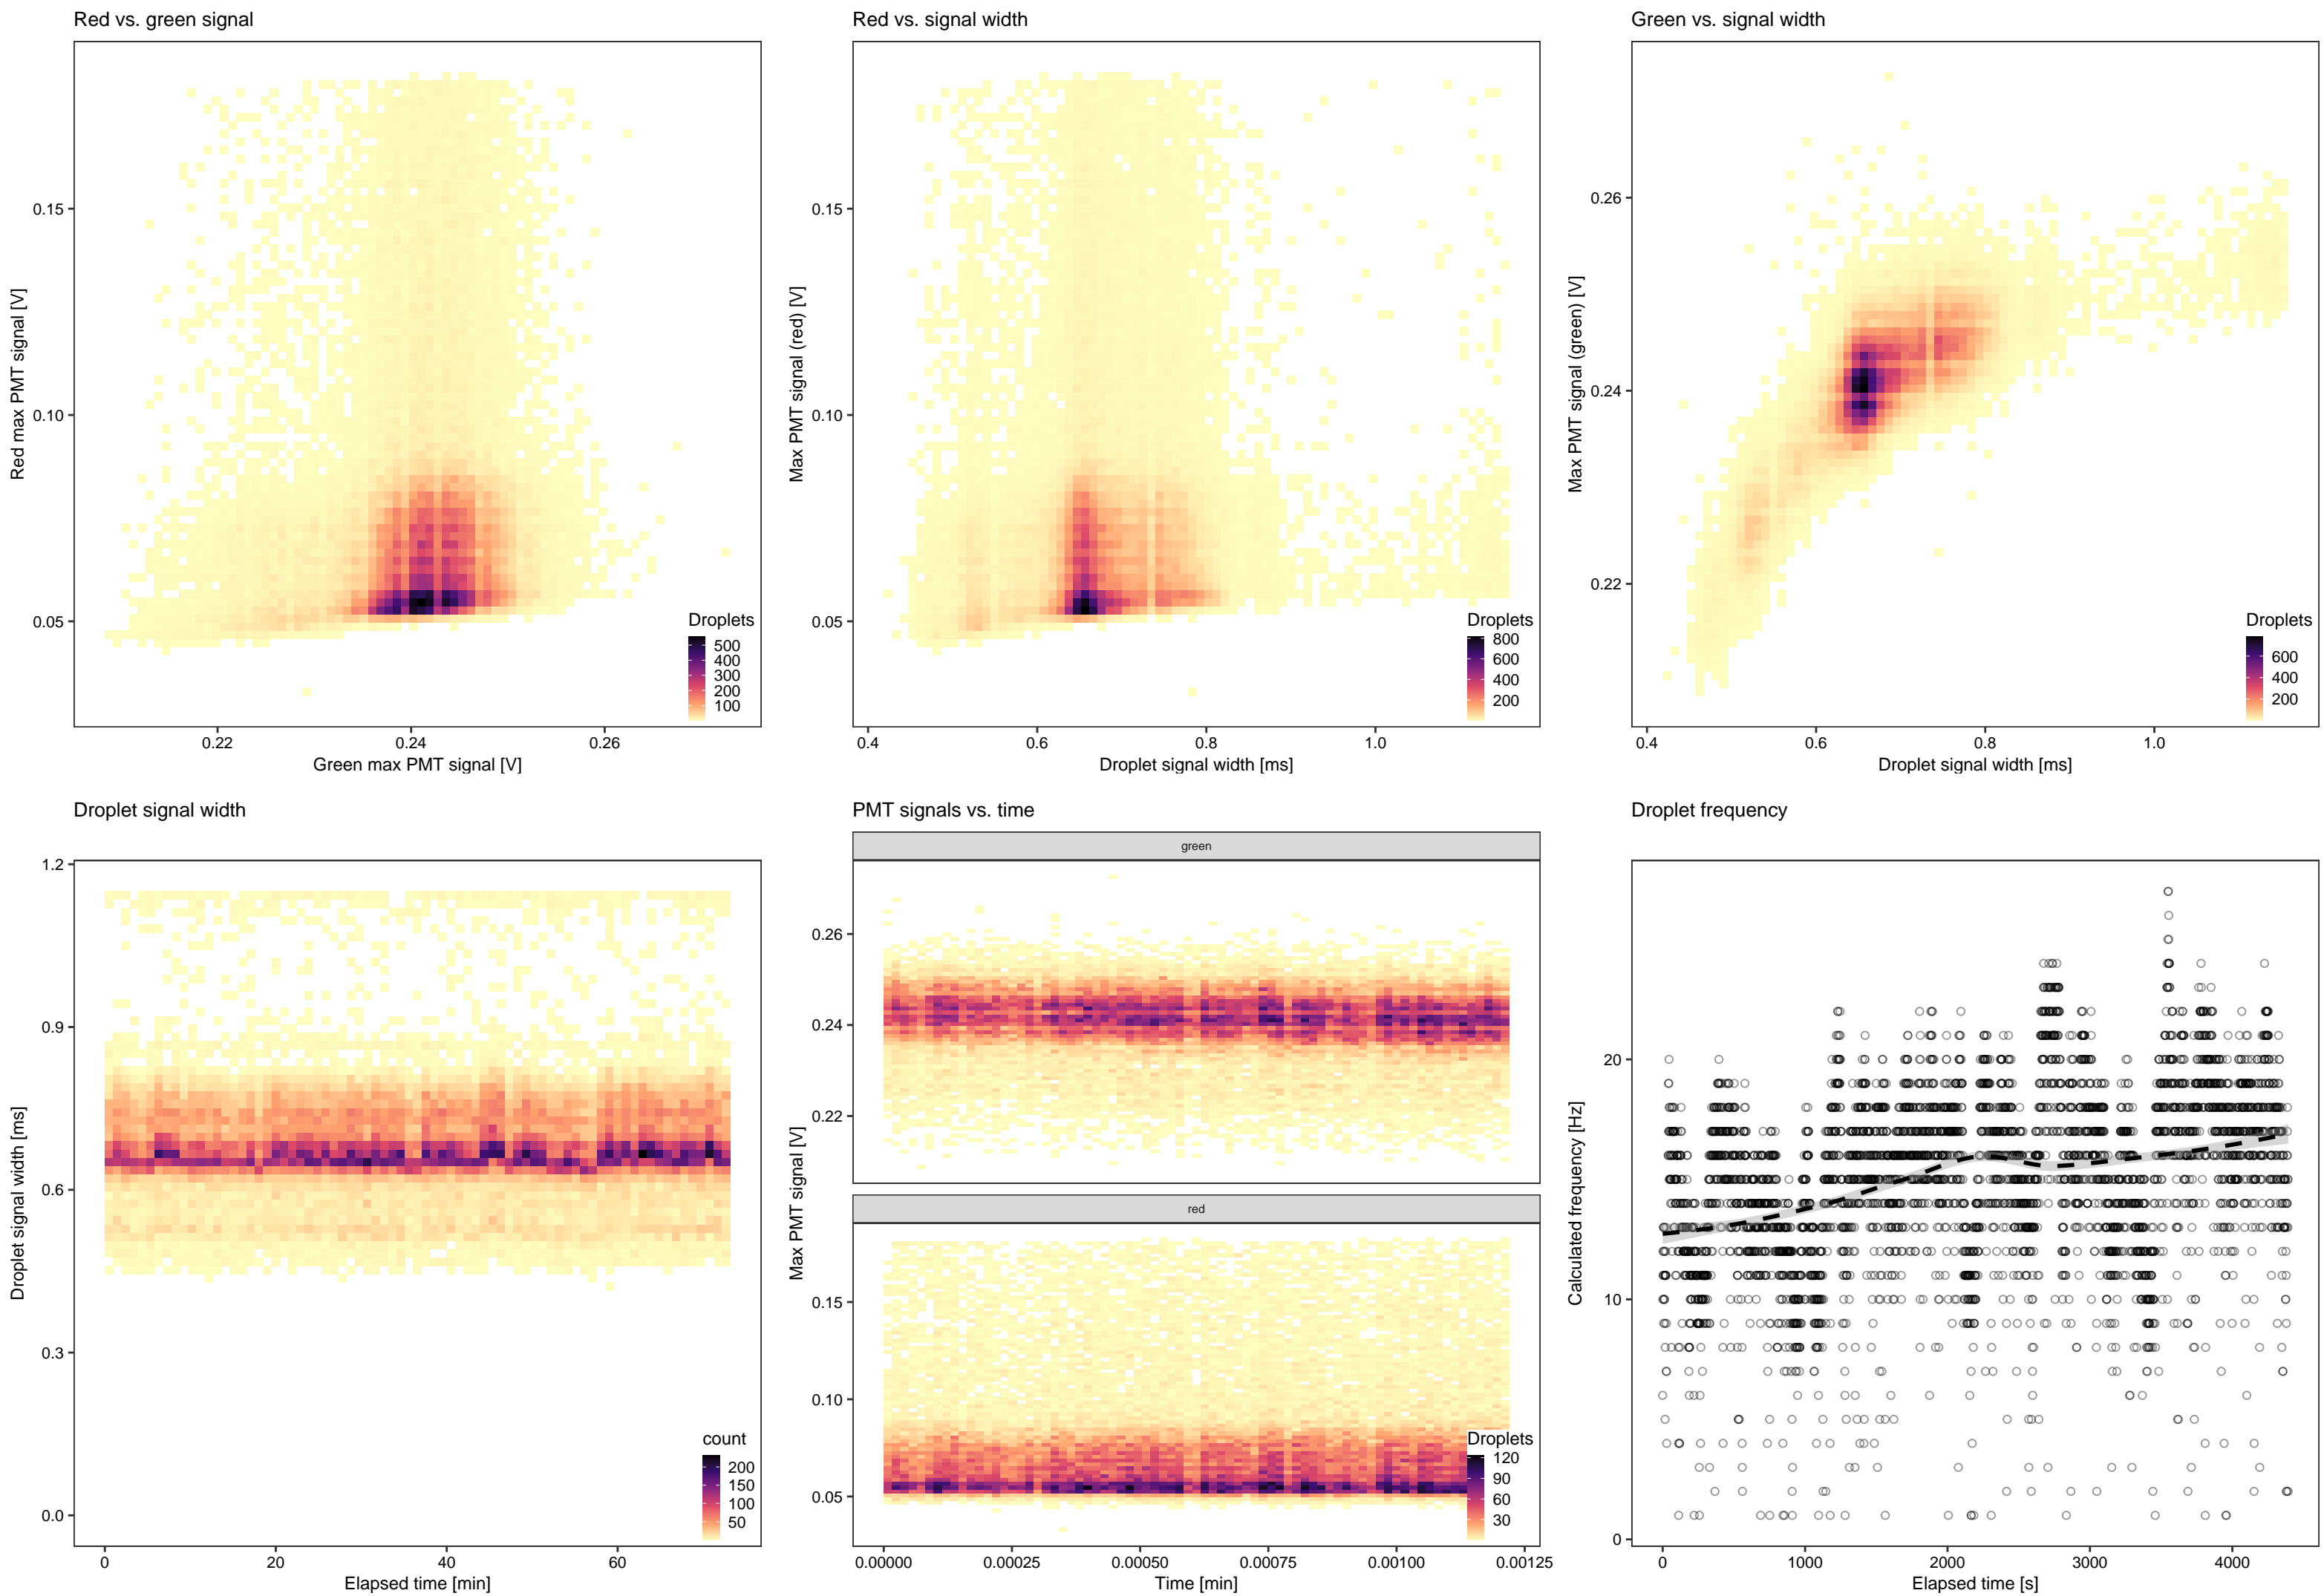 Red vs. green signal
Red max PMT signal [V]
0.15
0.10
0.05
0.22
0.24
0.26
Green max PMT signal [V]
Droplets
500
400
300
200
100
Red vs. signal width
Max PMT signal (red) [V]
0.15
0.10
0.05
0.4
0.6
0.8
1.0
Droplet signal width [ms]
Droplets
800
600
400
200
Green vs. signal width
Max PMT signal (green) [V]
0.26
0.24
0.22
0.4
0.6
0.8
1.0
Droplet signal width [ms]
Droplets
600
400
200
Droplet signal width
Droplet signal width [ms]
1.2
0.9
0.6
0.3
0.0
0
20
40
60
Elapsed time [min]
count
200
150
100
50
PMT signals vs. time
Max PMT signal [V]
green
0.26
0.24
0.22
red
0.15
0.10
0.05
0.00000
0.00025
0.00050
0.00075
0.00100
0.00125
Time [min]
Droplets
120
90
60
30
Droplet frequency
Calculated frequency [Hz]
20
10
0
0
1000
2000
3000
4000
Elapsed time [s]